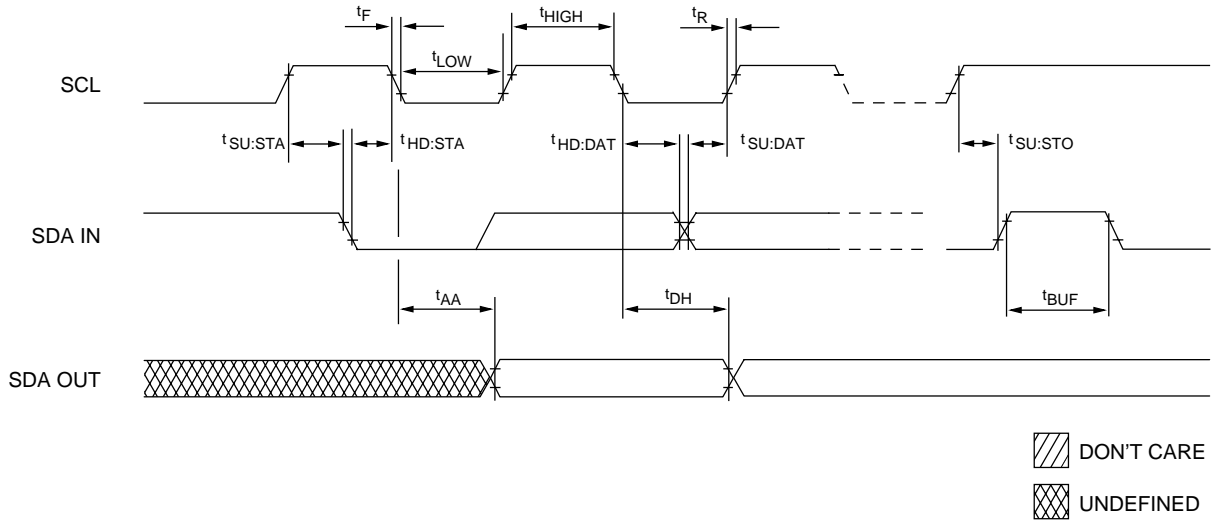 tF
tHIGH
tR
tLOW
SCL
tSU:STA
tHD:STA
tHD:DAT
tSU:DAT
tSU:STO
SDA IN
tAA
tDH
tBUF
SDA OUT
DON'T CARE
UNDEFINED